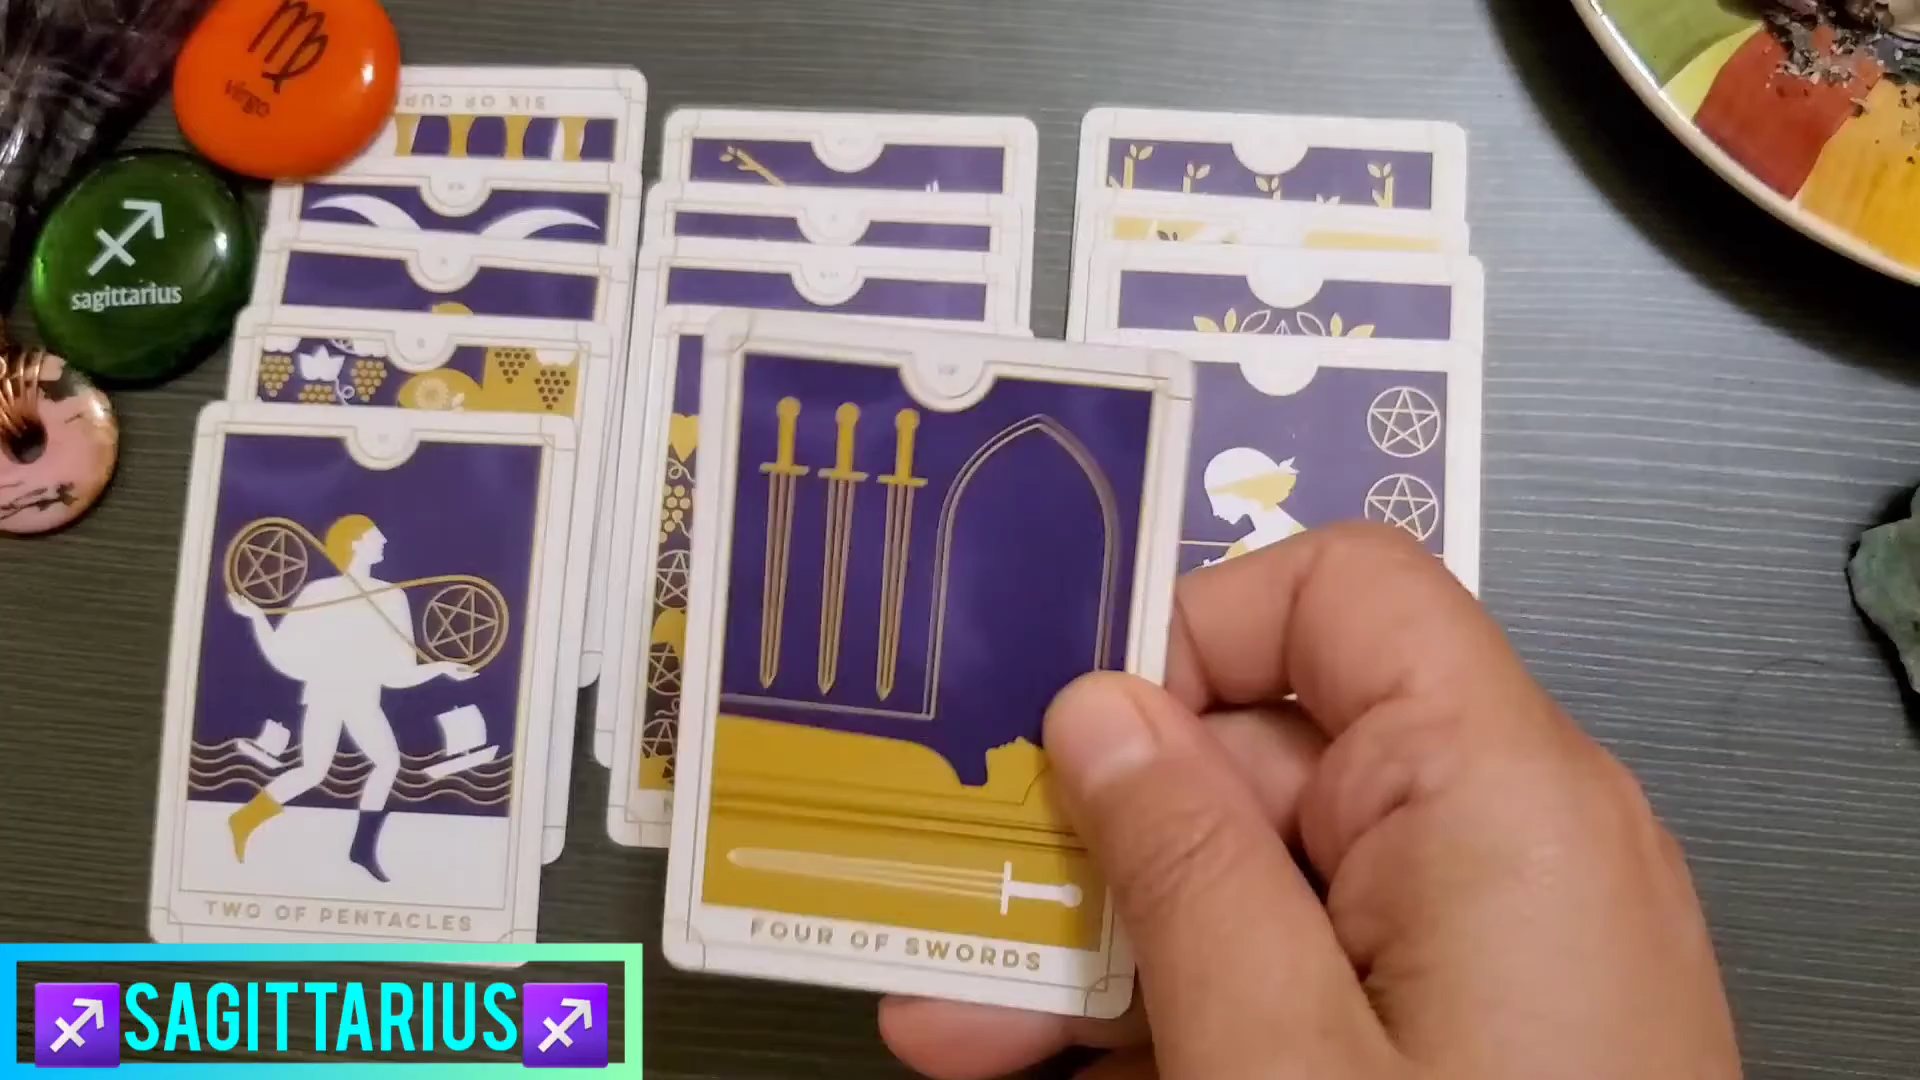 virgo
SIX OF CUPS
sagittarius
TWO OF PENTACLES
FOUR OF SWORDS
♐SAGITTARIUS♐